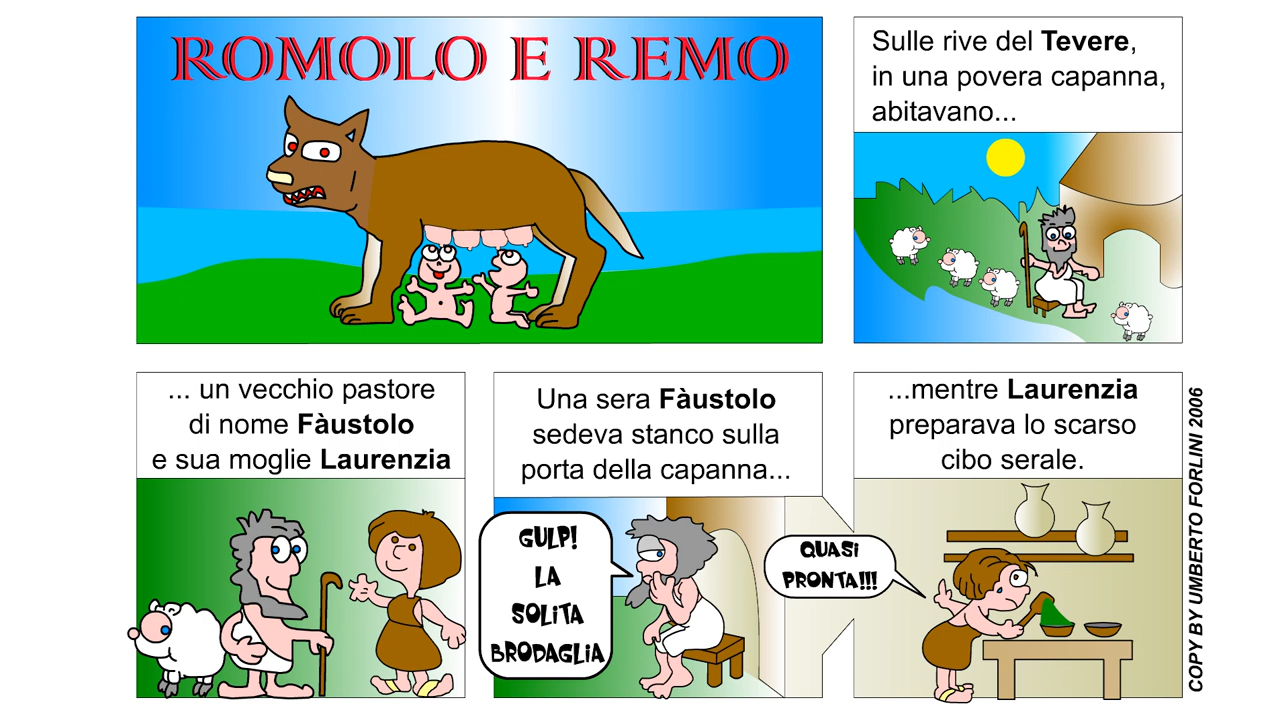 ROMOLO E REMO
Sulle rive del Tevere,
in una povera capanna,
abitavano...
... un vecchio pastore
di nome Fàustolo
e sua moglie Laurenzia
Una sera Fàustolo
sedeva stanco sulla
porta della capanna...
GULP!
LA
SOLiTA
BRODAGLiA
...mentre Laurenzia
preparava lo scarso
cibo serale.
QUASi
PRONTA!!!
COPY BY UMBERTO FORLINI 2006